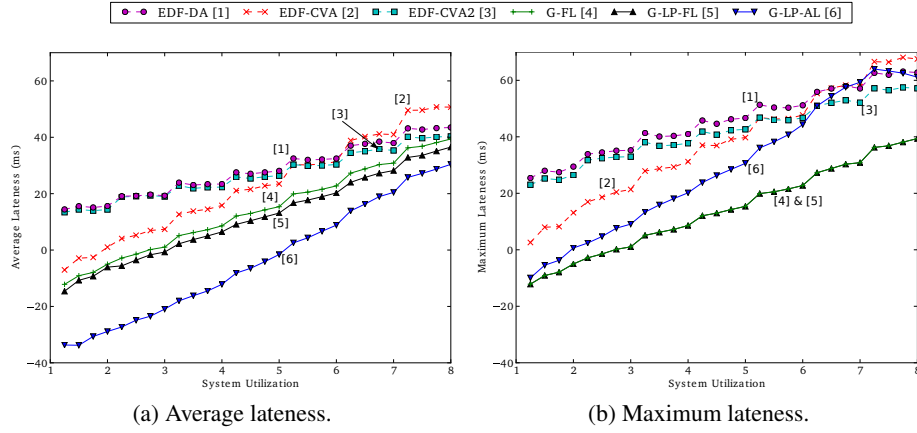 EDF-DA [1] EDF-CVA [2] EDF-CVA2 [3] G-FL [4] G-LP-FL [5] G-LP-AL [6]
60
40
20
0
−20
−40
1 2 3 4 5 6 7 8
Average Lateness (ms)
System Utilization
[1]
[2]
[3]
[4]
[5]
[6]
(a) Average lateness.
60
40
20
0
−20
−40
1 2 3 4 5 6 7 8
Maximum Lateness (ms)
System Utilization
[1]
[2]
[3]
[6]
[4] & [5]
(b) Maximum lateness.